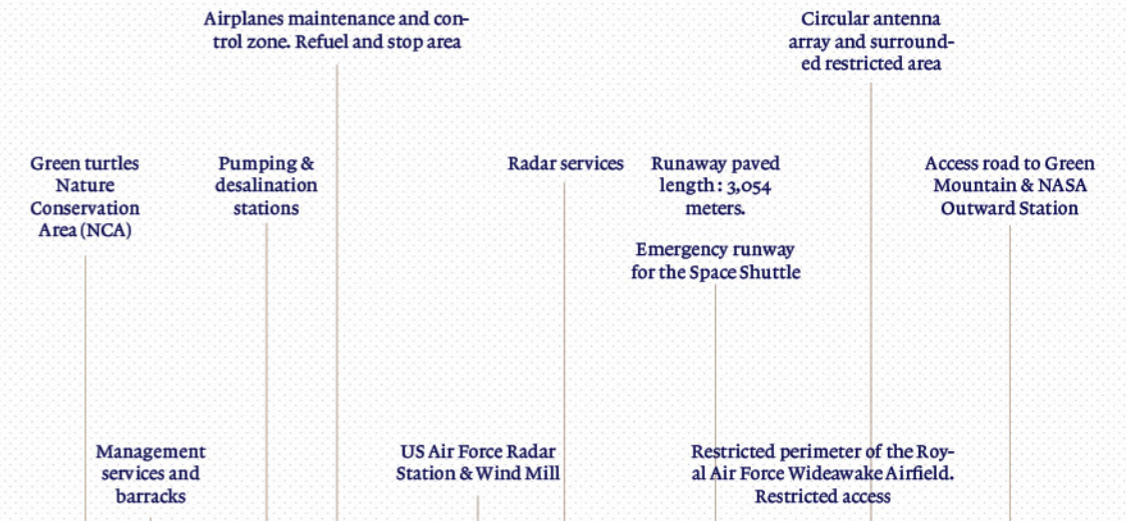 Airplanes maintenance and con-
trol zone. Refuel and stop area
Circular antenna
array and surround-
ed restricted area
Green turtles
Nature
Conservation
Area (NCA)
Pumping &
desalination
stations
Radar services
Runaway paved
length: 3,054
meters.
Emergency runway
for the Space Shuttle
Access road to Green
Mountain & NASA
Outward Station
Management
services and
barracks
US Air Force Radar
Station & Wind Mill
Restricted perimeter of the Roy-
al Air Force Wideawake Airfield.
Restricted access